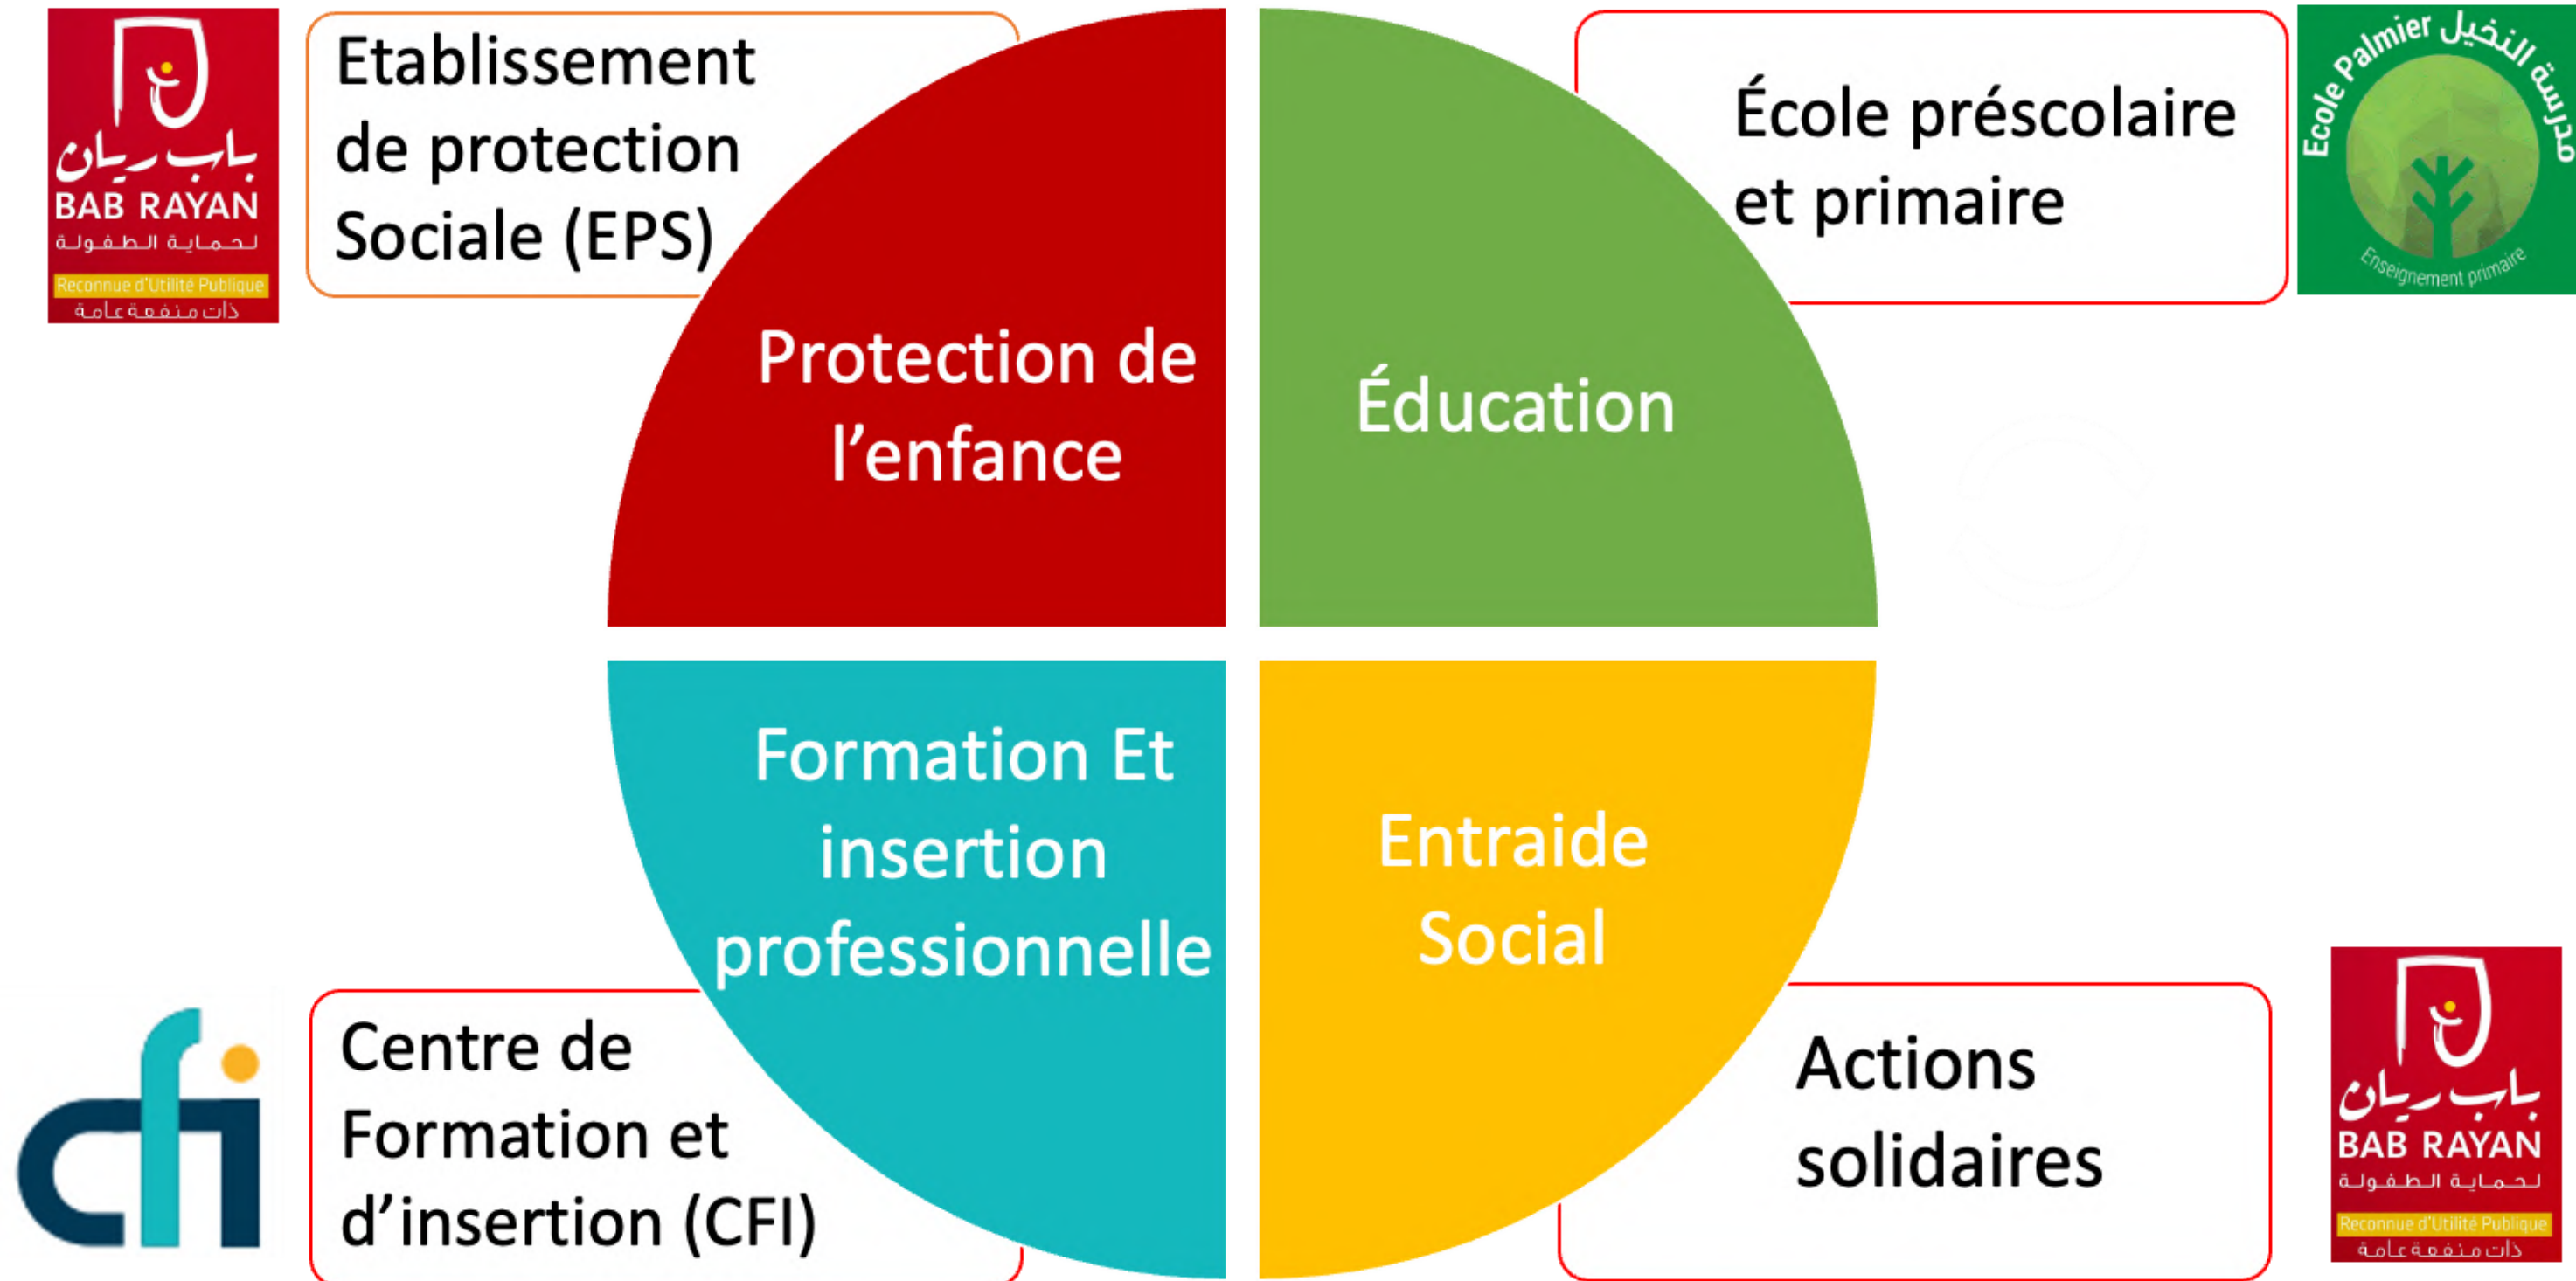 باب ريان
BAB RAYAN
لحماية الطفولة
Reconnue d'Utilité Publique
ذات منفعة عامة
Etablissement
de protection
Sociale (EPS)
Protection de
l’enfance
Éducation
École préscolaire
et primaire
Ecole Palmier مدرسة النخيل
Enseignement primaire
cfi
Centre de
Formation et
d’insertion (CFI)
Formation Et
insertion
professionnelle
Entraide
Social
Actions
solidaires
باب ريان
BAB RAYAN
لحماية الطفولة
Reconnue d'Utilité Publique
ذات منفعة عامة